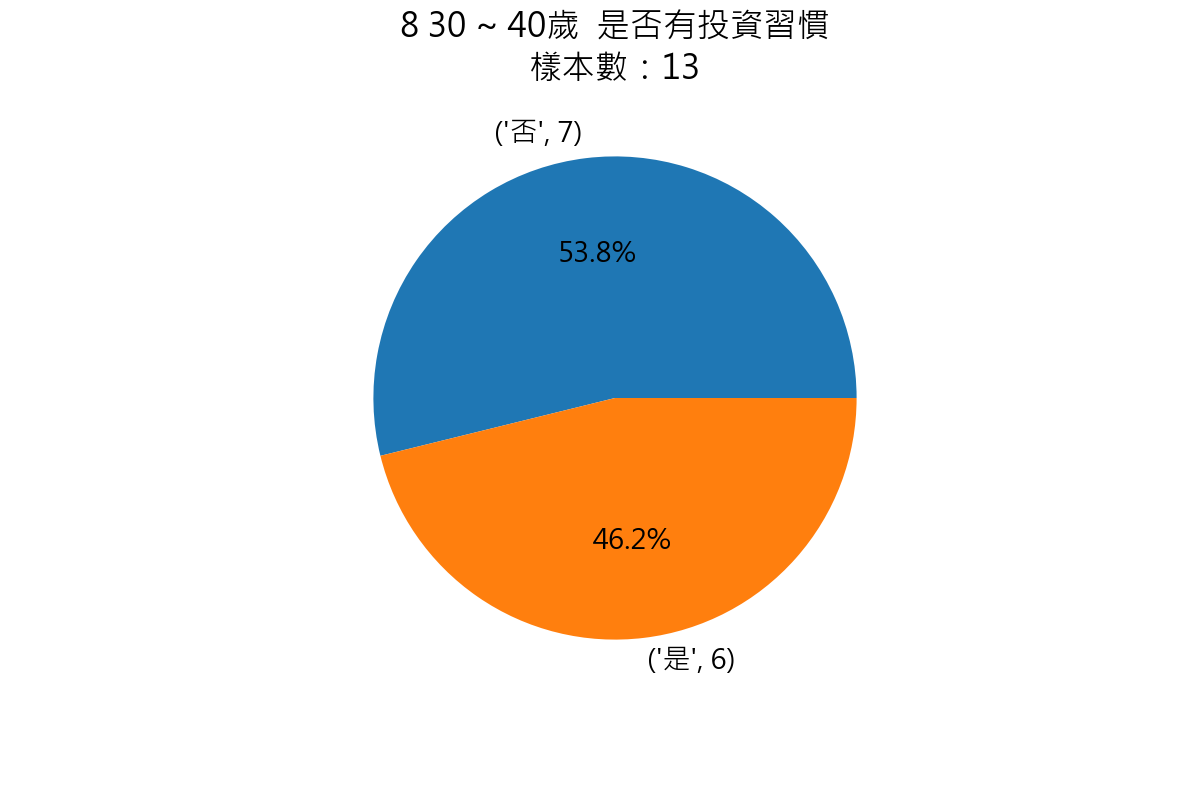 8 30 ~ 40歲  是否有投資習慣
樣本數：13
('否', 7)
53.8%
46.2%
('是', 6)